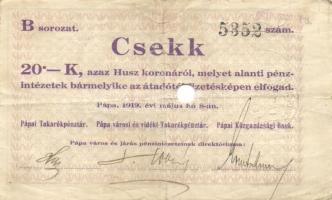 B sorozat. 5352 szám.
Csekk
20·— K, azaz Husz koronáról, melyet alanti pénz-
intézetek bármelyike az átadó fizetésképen elfogad.
Pápa, 1919. évi május hó 8-án.
Pápai Takarékpénztár. Pápa városi és vidéki Takarékpénztár. Pápai Közgazdasági Bank.
Pápa város és járás pénzintézeteinek direktóriuma: